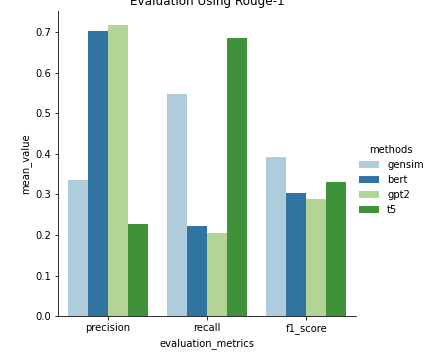 Evaluation Using Rouge-1
mean_value
0.7
0.6
0.5
0.4
0.3
0.2
0.1
0.0
precision
recall
f1_score
evaluation_metrics
methods
gensim
bert
gpt2
t5